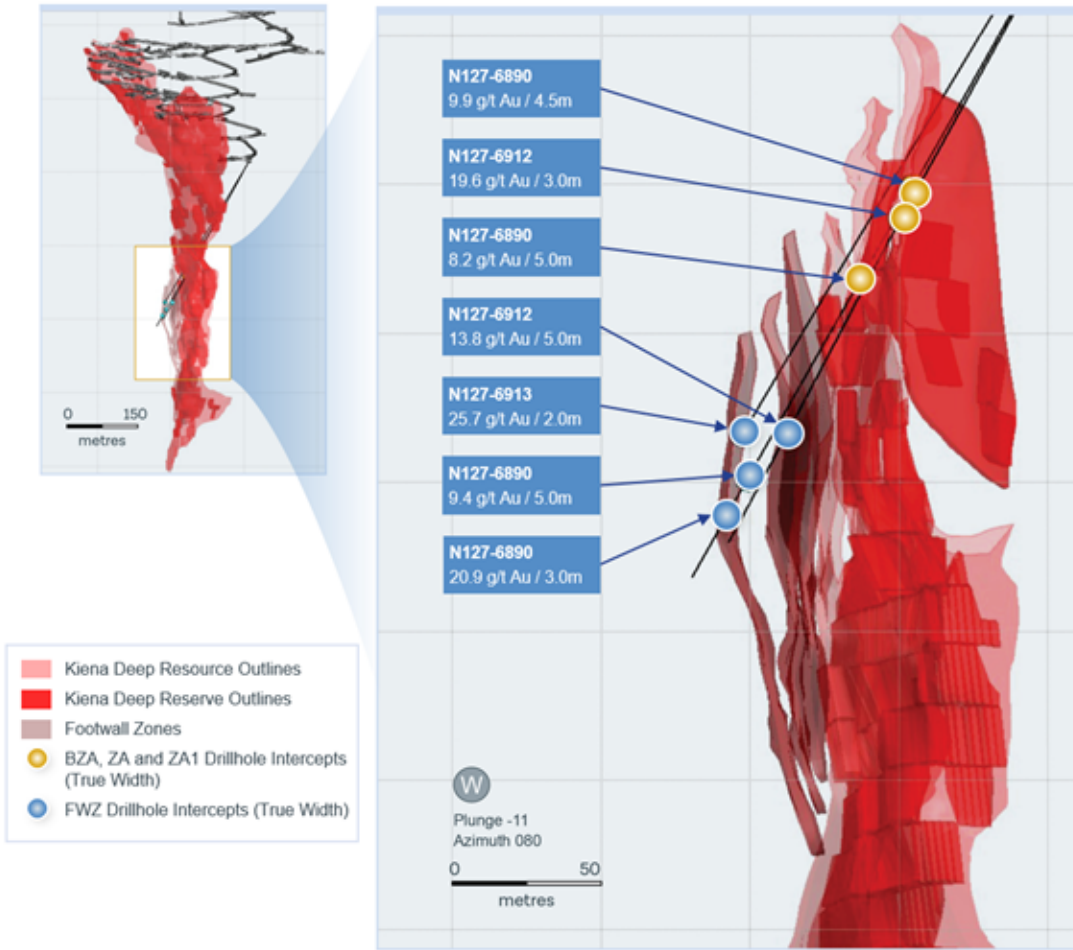 0 150
metres
N127-6890
9.9 g/t Au / 4.5m
N127-6912
19.6 g/t Au / 3.0m
N127-6890
8.2 g/t Au / 5.0m
N127-6912
13.8 g/t Au / 5.0m
N127-6913
25.7 g/t Au / 2.0m
N127-6890
9.4 g/t Au / 5.0m
N127-6890
20.9 g/t Au / 3.0m
Kiena Deep Resource Outlines
Kiena Deep Reserve Outlines
Footwall Zones
BZA, ZA and ZA1 Drillhole Intercepts
(True Width)
FWZ Drillhole Intercepts (True Width)
W
Plunge -11
Azimuth 080
0 50
metres